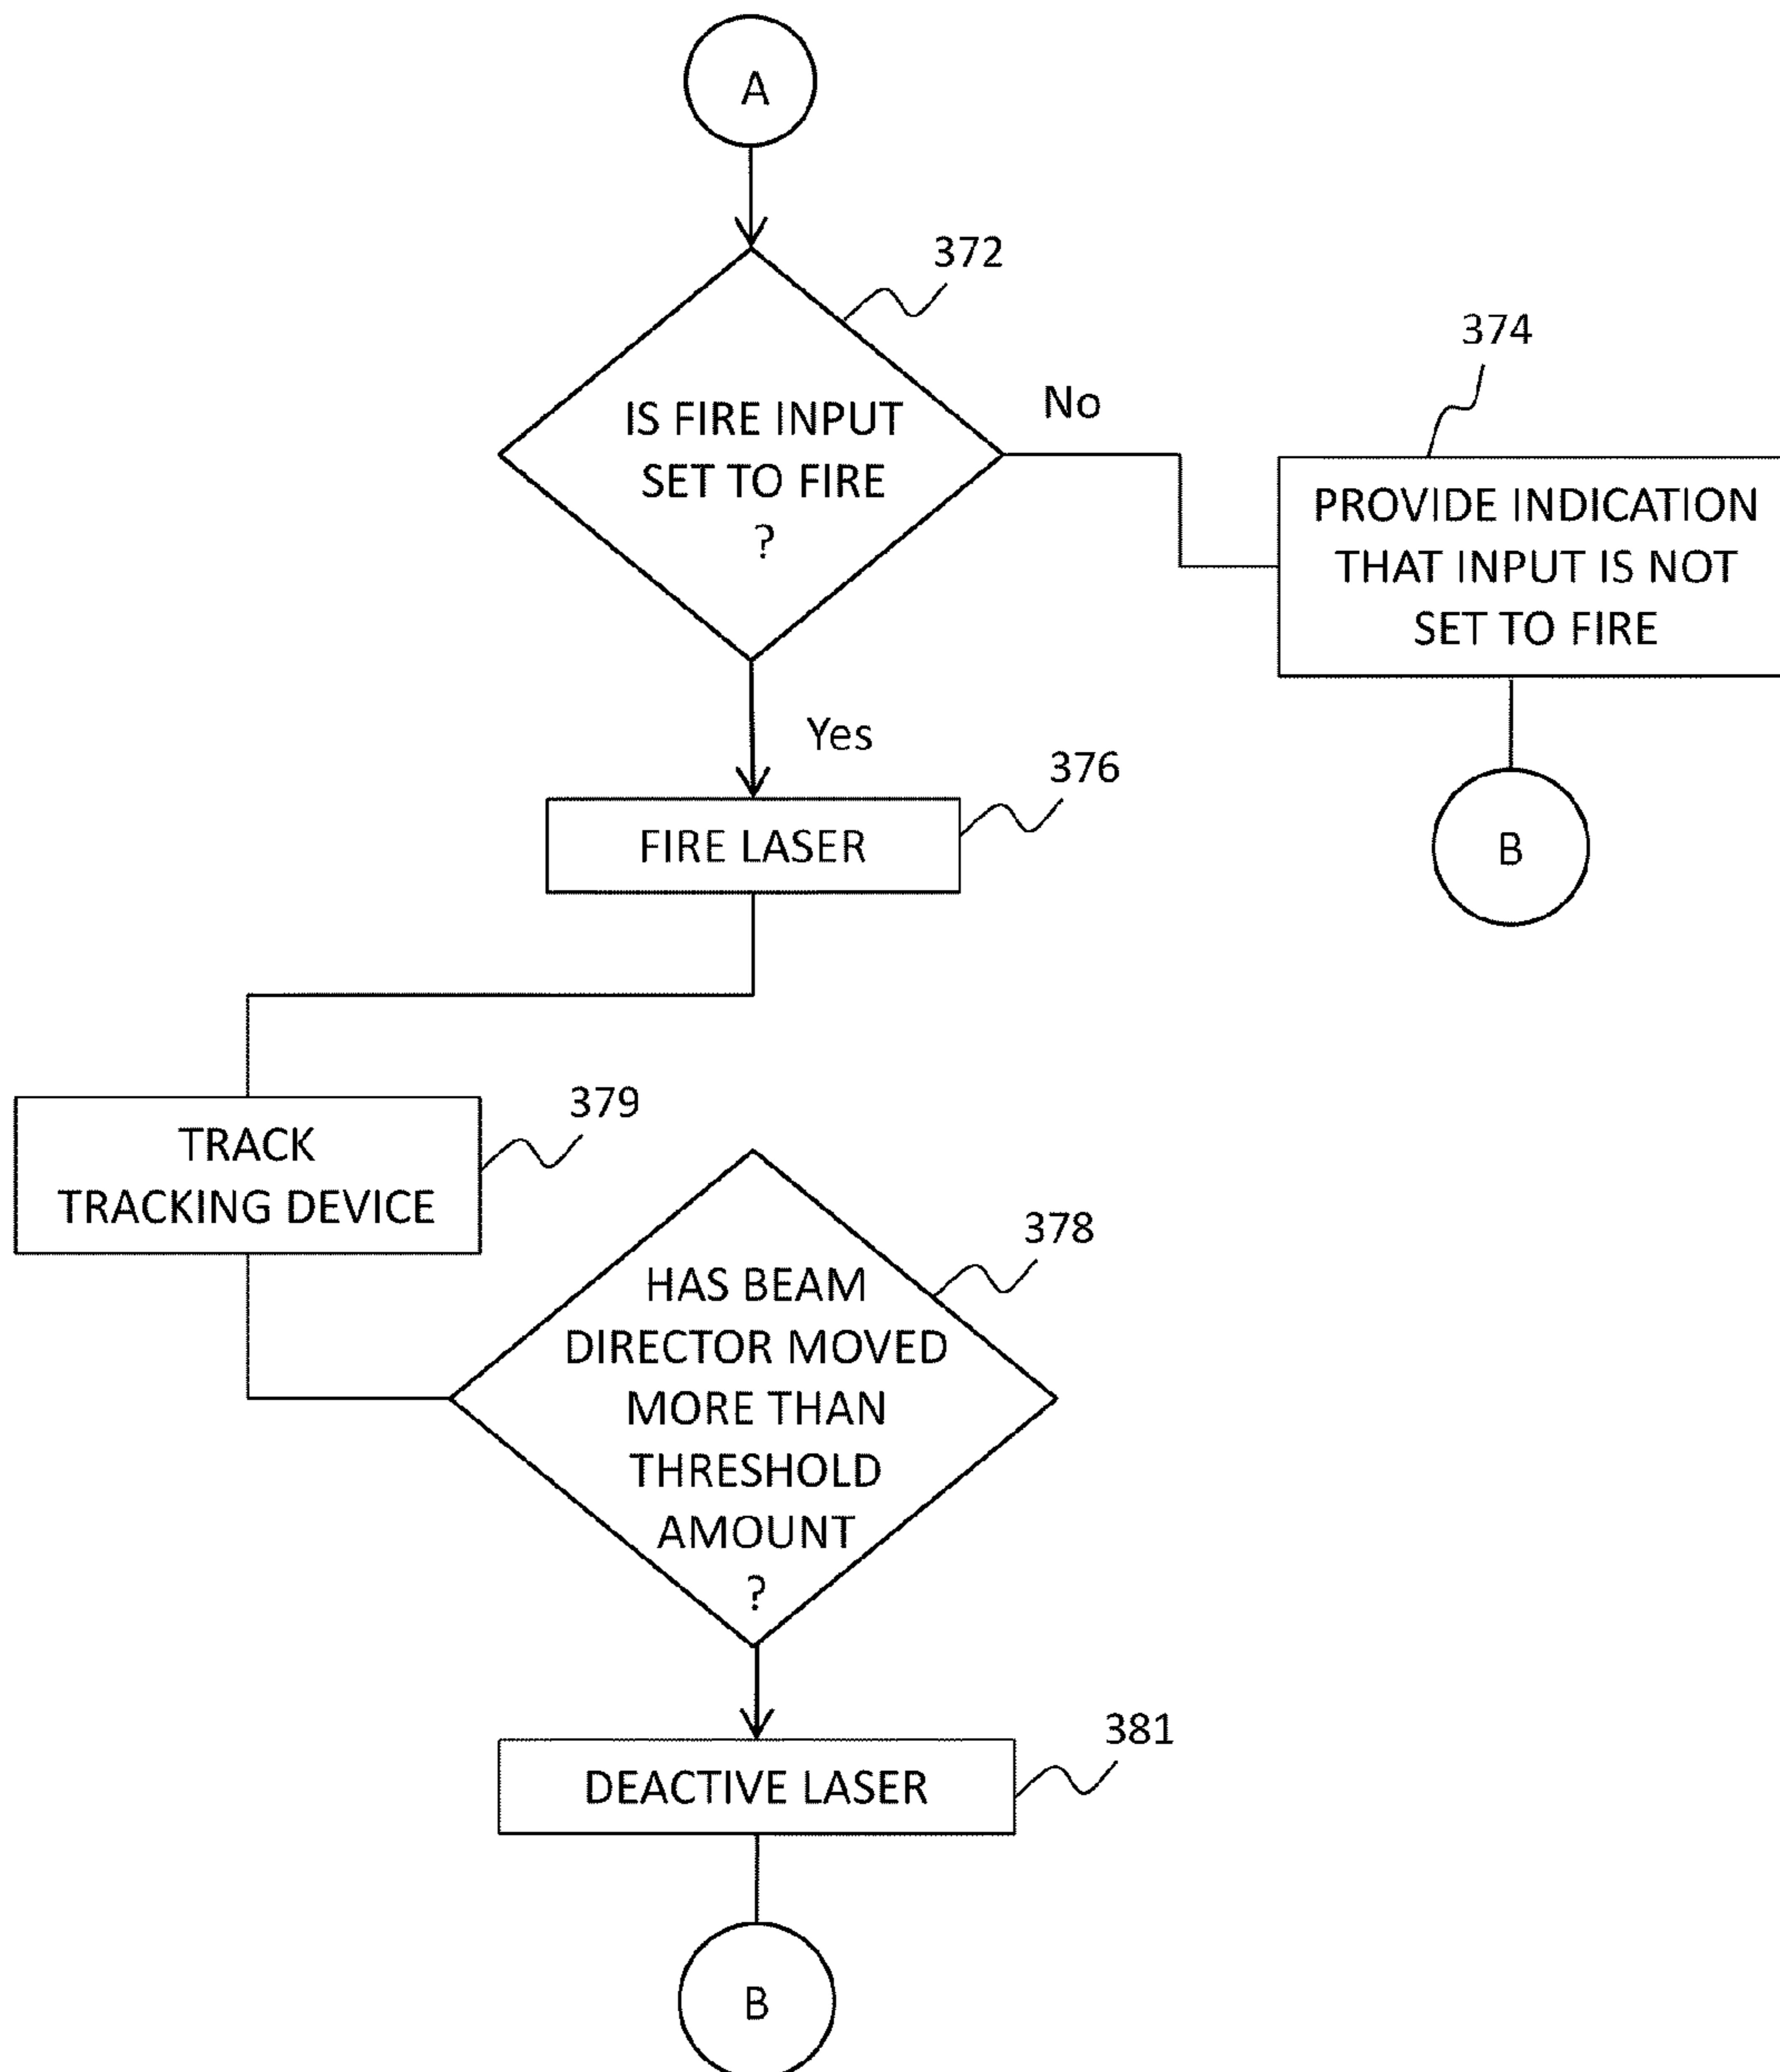 A
372
IS FIRE INPUT
SET TO FIRE
?
No
374
PROVIDE INDICATION
THAT INPUT IS NOT
SET TO FIRE
Yes
376
FIRE LASER
B
379
TRACK
TRACKING DEVICE
378
HAS BEAM
DIRECTOR MOVED
MORE THAN
THRESHOLD
AMOUNT
?
381
DEACTIVE LASER
B